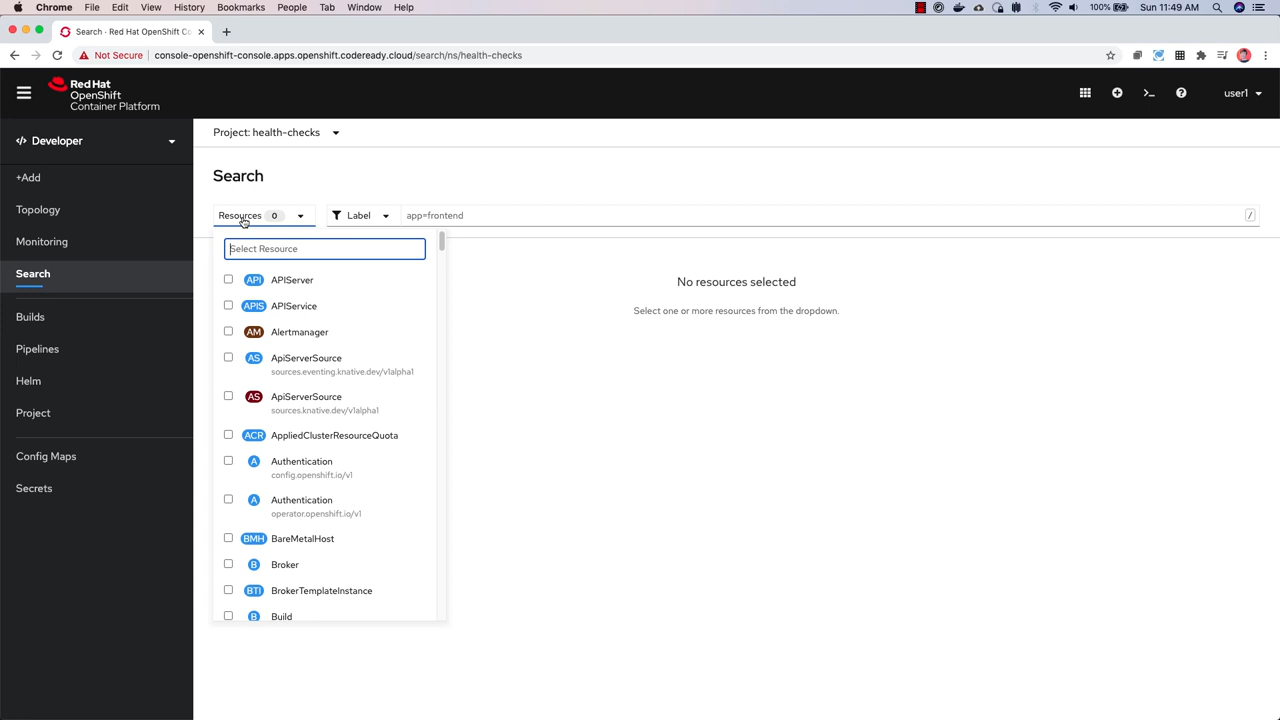 Chrome File Edit View History Bookmarks People Tab Window Help 100% Sun 11:49 AM
Search · Red Hat OpenShift Co
Not Secure console-openshift-console.apps.openshift.codeready.cloud/search/ns/health-checks
Red Hat
OpenShift
Container Platform
user1
Developer
Project: health-checks
+Add
Topology
Monitoring
Search
Builds
Pipelines
Helm
Project
Config Maps
Secrets
Search
Resources 0 Label app=frontend /
Select Resource
API APIServer
APIS APIService
AM Alertmanager
AS ApiServerSource
sources.eventing.knative.dev/v1alpha1
AS ApiServerSource
sources.knative.dev/v1alpha1
ACR AppliedClusterResourceQuota
A Authentication
config.openshift.io/v1
A Authentication
operator.openshift.io/v1
BMH BareMetalHost
B Broker
BTI BrokerTemplateInstance
B Build
No resources selected
Select one or more resources from the dropdown.